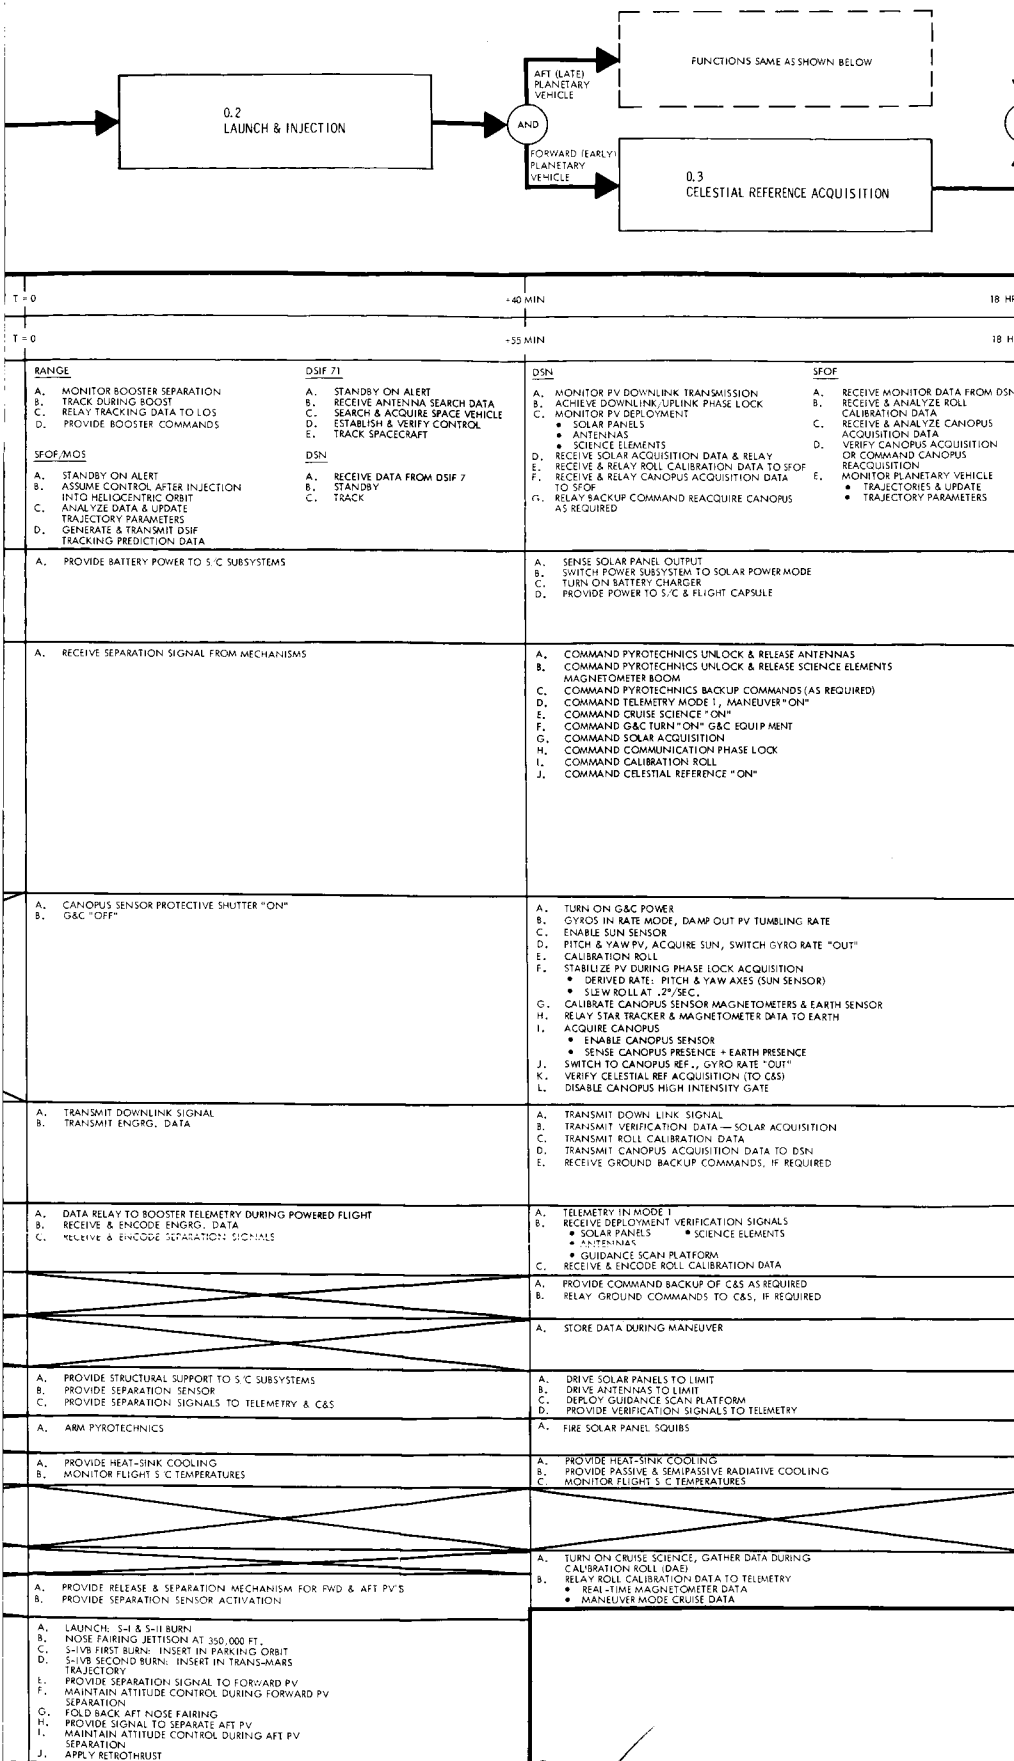 FUNCTIONS SAME AS SHOWN BELOW
AFT (LATE)
PLANETARY
VEHICLE
0.2
LAUNCH & INJECTION
AND
FORWARD (EARLY)
PLANETARY
VEHICLE
0.3
CELESTIAL REFERENCE ACQUISITION
T = 0
+40 MIN
18 HR
T = 0
+55 MIN
18 H
RANGE
A. MONITOR BOOSTER SEPARATION
B. TRACK DURING BOOST
C. RELAY TRACKING DATA TO LOS
D. PROVIDE BOOSTER COMMANDS
SFOF/MOS
A. STANDBY ON ALERT
B. ASSUME CONTROL AFTER INJECTION
INTO HELIOCENTRIC ORBIT
C. ANALYZE DATA & UPDATE
TRAJECTORY PARAMETERS
D. GENERATE & TRANSMIT DSIF
TRACKING PREDICTION DATA
DSIF 71
A. STANDBY ON ALERT
B. RECEIVE ANTENNA SEARCH DATA
C. SEARCH & ACQUIRE SPACE VEHICLE
D. ESTABLISH & VERIFY CONTROL
E. TRACK SPACECRAFT
DSN
A. RECEIVE DATA FROM DSIF 7
B. STANDBY
C. TRACK
DSN
A. MONITOR PV DOWNLINK TRANSMISSION
B. ACHIEVE DOWNLINK/UPLINK PHASE LOCK
C. MONITOR PV DEPLOYMENT
• SOLAR PANELS
• ANTENNAS
• SCIENCE ELEMENTS
D. RECEIVE SOLAR ACQUISITION DATA & RELAY
E. RECEIVE & RELAY ROLL CALIBRATION DATA TO SFOF
F. RECEIVE & RELAY CANOPUS ACQUISITION DATA
TO SFOF
G. RELAY BACKUP COMMAND REACQUIRE CANOPUS
AS REQUIRED
SFOF
A. RECEIVE MONITOR DATA FROM DSN
B. RECEIVE & ANALYZE ROLL
CALIBRATION DATA
C. RECEIVE & ANALYZE CANOPUS
ACQUISITION DATA
D. VERIFY CANOPUS ACQUISITION
OR COMMAND CANOPUS
REACQUISITION
E. MONITOR PLANETARY VEHICLE
• TRAJECTORIES & UPDATE
• TRAJECTORY PARAMETERS
A. PROVIDE BATTERY POWER TO S/C SUBSYSTEMS
A. SENSE SOLAR PANEL OUTPUT
B. SWITCH POWER SUBSYSTEM TO SOLAR POWER MODE
C. TURN ON BATTERY CHARGER
D. PROVIDE POWER TO S/C & FLIGHT CAPSULE
A. RECEIVE SEPARATION SIGNAL FROM MECHANISMS
A. COMMAND PYROTECHNICS UNLOCK & RELEASE ANTENNAS
B. COMMAND PYROTECHNICS UNLOCK & RELEASE SCIENCE ELEMENTS
MAGNETOMETER BOOM
C. COMMAND PYROTECHNICS BACKUP COMMANDS (AS REQUIRED)
D. COMMAND TELEMETRY MODE 1, MANEUVER "ON"
E. COMMAND CRUISE SCIENCE "ON"
F. COMMAND G&C TURN "ON" G&C EQUIPMENT
G. COMMAND SOLAR ACQUISITION
H. COMMAND COMMUNICATION PHASE LOCK
I. COMMAND CALIBRATION ROLL
J. COMMAND CELESTIAL REFERENCE "ON"
A. CANOPUS SENSOR PROTECTIVE SHUTTER "ON"
B. G&C "OFF"
A. TURN ON G&C POWER
B. GYROS IN RATE MODE, DAMP OUT PV TUMBLING RATE
C. ENABLE SUN SENSOR
D. PITCH & YAW PV, ACQUIRE SUN, SWITCH GYRO RATE "OUT"
E. CALIBRATION ROLL
F. STABILIZE PV DURING PHASE LOCK ACQUISITION
• DERIVED RATE: PITCH & YAW AXES (SUN SENSOR)
• SLEW ROLL AT .2°/SEC.
G. CALIBRATE CANOPUS SENSOR MAGNETOMETERS & EARTH SENSOR
H. RELAY STAR TRACKER & MAGNETOMETER DATA TO EARTH
I. ACQUIRE CANOPUS
• ENABLE CANOPUS SENSOR
• SENSE CANOPUS PRESENCE + EARTH PRESENCE
J. SWITCH TO CANOPUS REF., GYRO RATE "OUT"
K. VERIFY CELESTIAL REF ACQUISITION (TO C&S)
L. DISABLE CANOPUS HIGH INTENSITY GATE
A. TRANSMIT DOWNLINK SIGNAL
B. TRANSMIT ENGRG. DATA
A. TRANSMIT DOWN LINK SIGNAL
B. TRANSMIT VERIFICATION DATA — SOLAR ACQUISITION
C. TRANSMIT ROLL CALIBRATION DATA
D. TRANSMIT CANOPUS ACQUISITION DATA TO DSN
E. RECEIVE GROUND BACKUP COMMANDS, IF REQUIRED
A. DATA RELAY TO BOOSTER TELEMETRY DURING POWERED FLIGHT
B. RECEIVE & ENCODE ENGRG. DATA
C. RECEIVE & ENCODE SEPARATION SIGNALS
A. TELEMETRY IN MODE 1
B. RECEIVE DEPLOYMENT VERIFICATION SIGNALS
• SOLAR PANELS • SCIENCE ELEMENTS
• ANTENNAS
• GUIDANCE SCAN PLATFORM
C. RECEIVE & ENCODE ROLL CALIBRATION DATA
A. PROVIDE COMMAND BACKUP OF C&S AS REQUIRED
B. RELAY GROUND COMMANDS TO C&S, IF REQUIRED
A. STORE DATA DURING MANEUVER
A. PROVIDE STRUCTURAL SUPPORT TO S/C SUBSYSTEMS
B. PROVIDE SEPARATION SENSOR
C. PROVIDE SEPARATION SIGNALS TO TELEMETRY & C&S
A. DRIVE SOLAR PANELS TO LIMIT
B. DRIVE ANTENNAS TO LIMIT
C. DEPLOY GUIDANCE SCAN PLATFORM
D. PROVIDE VERIFICATION SIGNALS TO TELEMETRY
A. ARM PYROTECHNICS
A. FIRE SOLAR PANEL SQUIBS
A. PROVIDE HEAT-SINK COOLING
B. MONITOR FLIGHT S C TEMPERATURES
A. PROVIDE HEAT-SINK COOLING
B. PROVIDE PASSIVE & SEMIPASSIVE RADIATIVE COOLING
C. MONITOR FLIGHT S C TEMPERATURES
A. TURN ON CRUISE SCIENCE, GATHER DATA DURING
CALIBRATION ROLL (DAE)
B. RELAY ROLL CALIBRATION DATA TO TELEMETRY
• REAL-TIME MAGNETOMETER DATA
• MANEUVER MODE CRUISE DATA
A. PROVIDE RELEASE & SEPARATION MECHANISM FOR FWD & AFT PV'S
B. PROVIDE SEPARATION SENSOR ACTIVATION
A. LAUNCH: S-I & S-II BURN
B. NOSE FAIRING JETTISON AT 350,000 FT.
C. S-IVB FIRST BURN: INSERT IN PARKING ORBIT
D. S-IVB SECOND BURN: INSERT IN TRANS-MARS
TRAJECTORY
E. PROVIDE SEPARATION SIGNAL TO FORWARD PV
F. MAINTAIN ATTITUDE CONTROL DURING FORWARD PV
SEPARATION
G. FOLD BACK AFT NOSE FAIRING
H. PROVIDE SIGNAL TO SEPARATE AFT PV
I. MAINTAIN ATTITUDE CONTROL DURING AFT PV
SEPARATION
J. APPLY RETROTHRUST